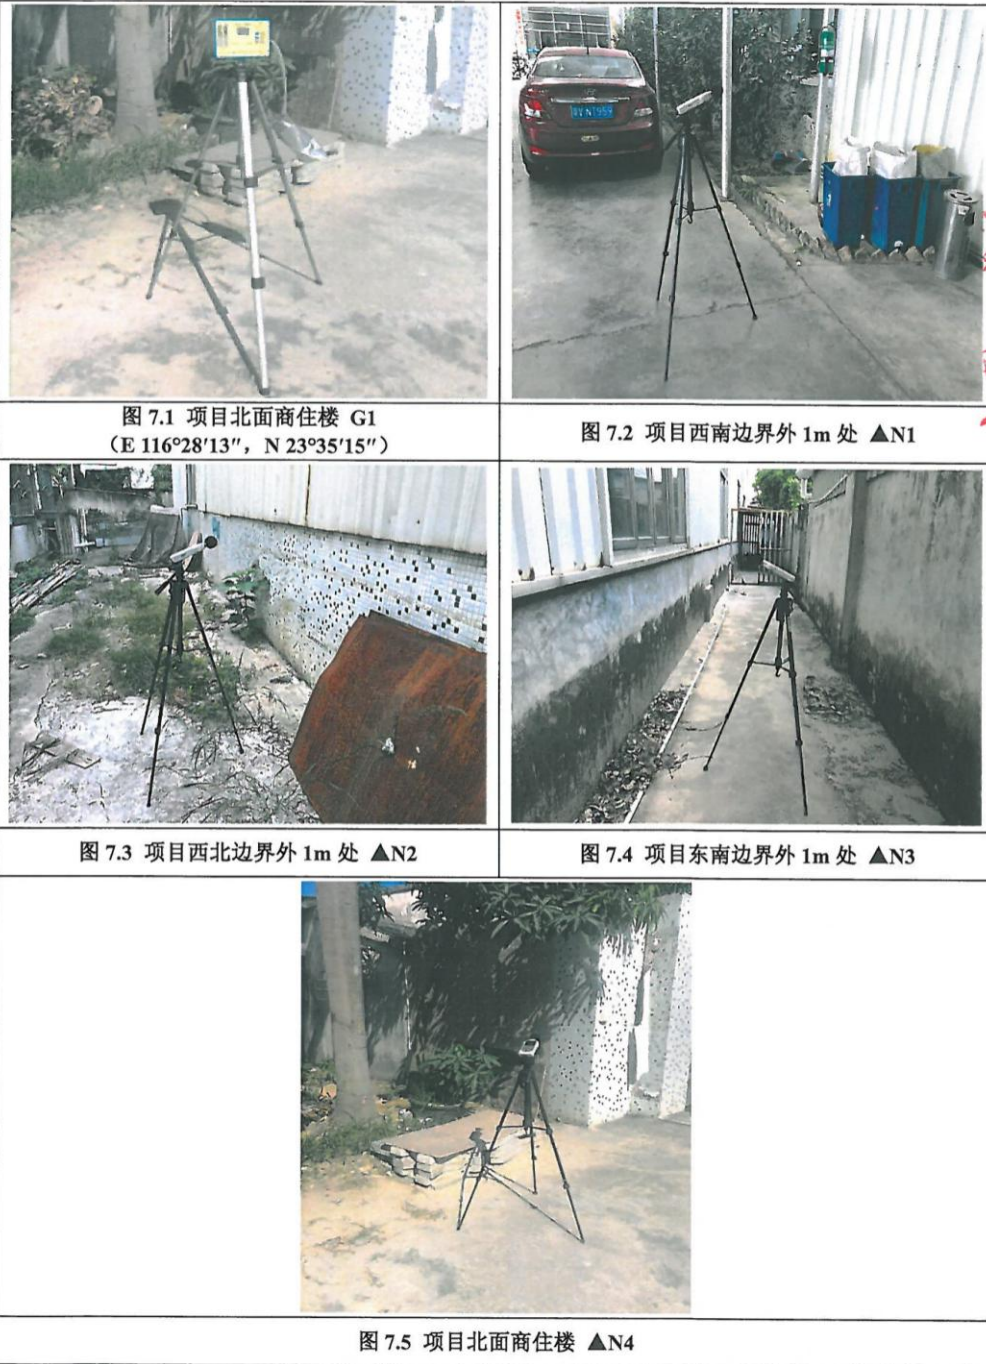 图 7.1 项目北面商住楼 G1
（E 116°28′13″，N 23°35′15″）
图 7.2 项目西南边界外 1m 处 ▲N1
图 7.3 项目西北边界外 1m 处 ▲N2
图 7.4 项目东南边界外 1m 处 ▲N3
图 7.5 项目北面商住楼 ▲N4